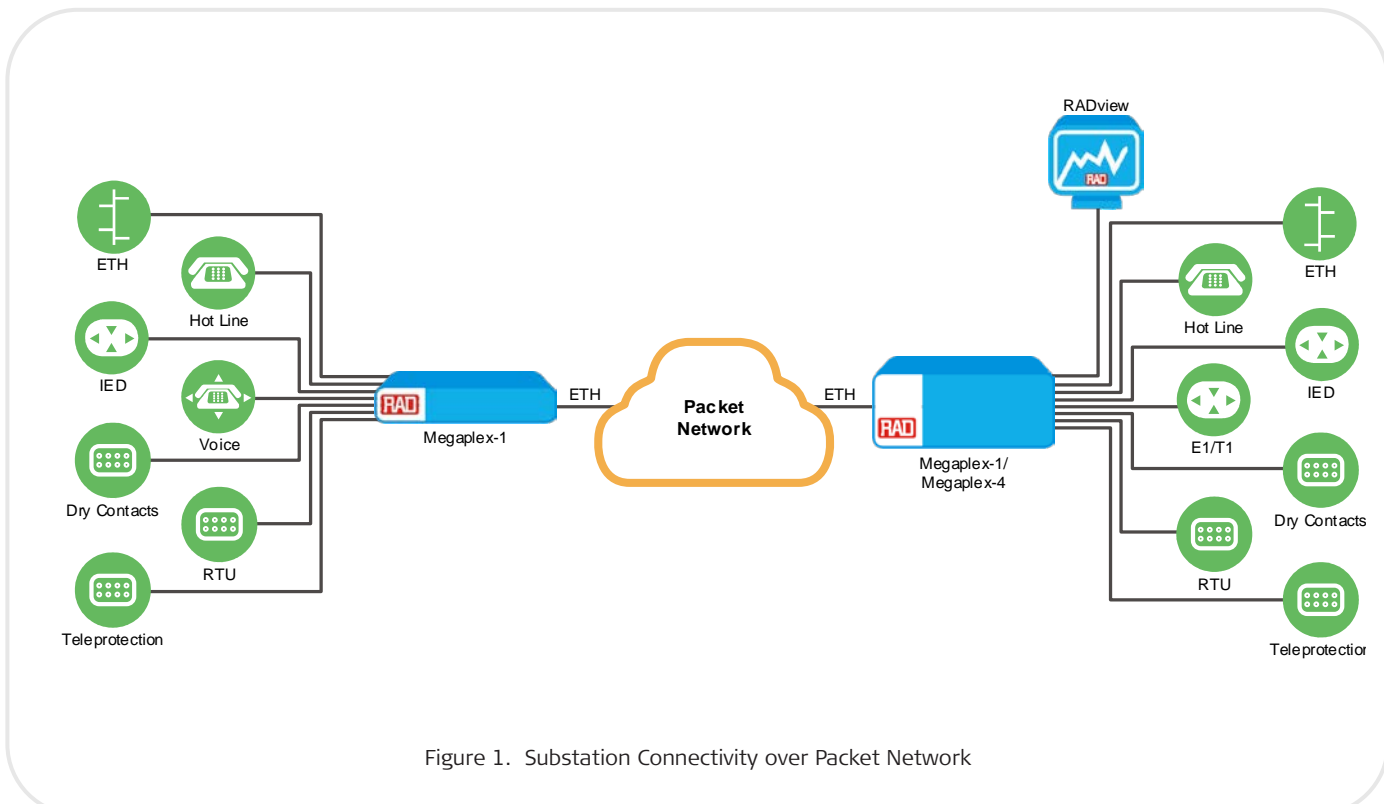 RADview
RAD
ETH
Hot Line
IED
Voice
Dry Contacts
RTU
Teleprotection
RAD
Megaplex-1
ETH
Packet
Network
ETH
RAD
Megaplex-1/
Megaplex-4
ETH
Hot Line
IED
E1/T1
Dry Contacts
RTU
Teleprotection
Figure 1. Substation Connectivity over Packet Network